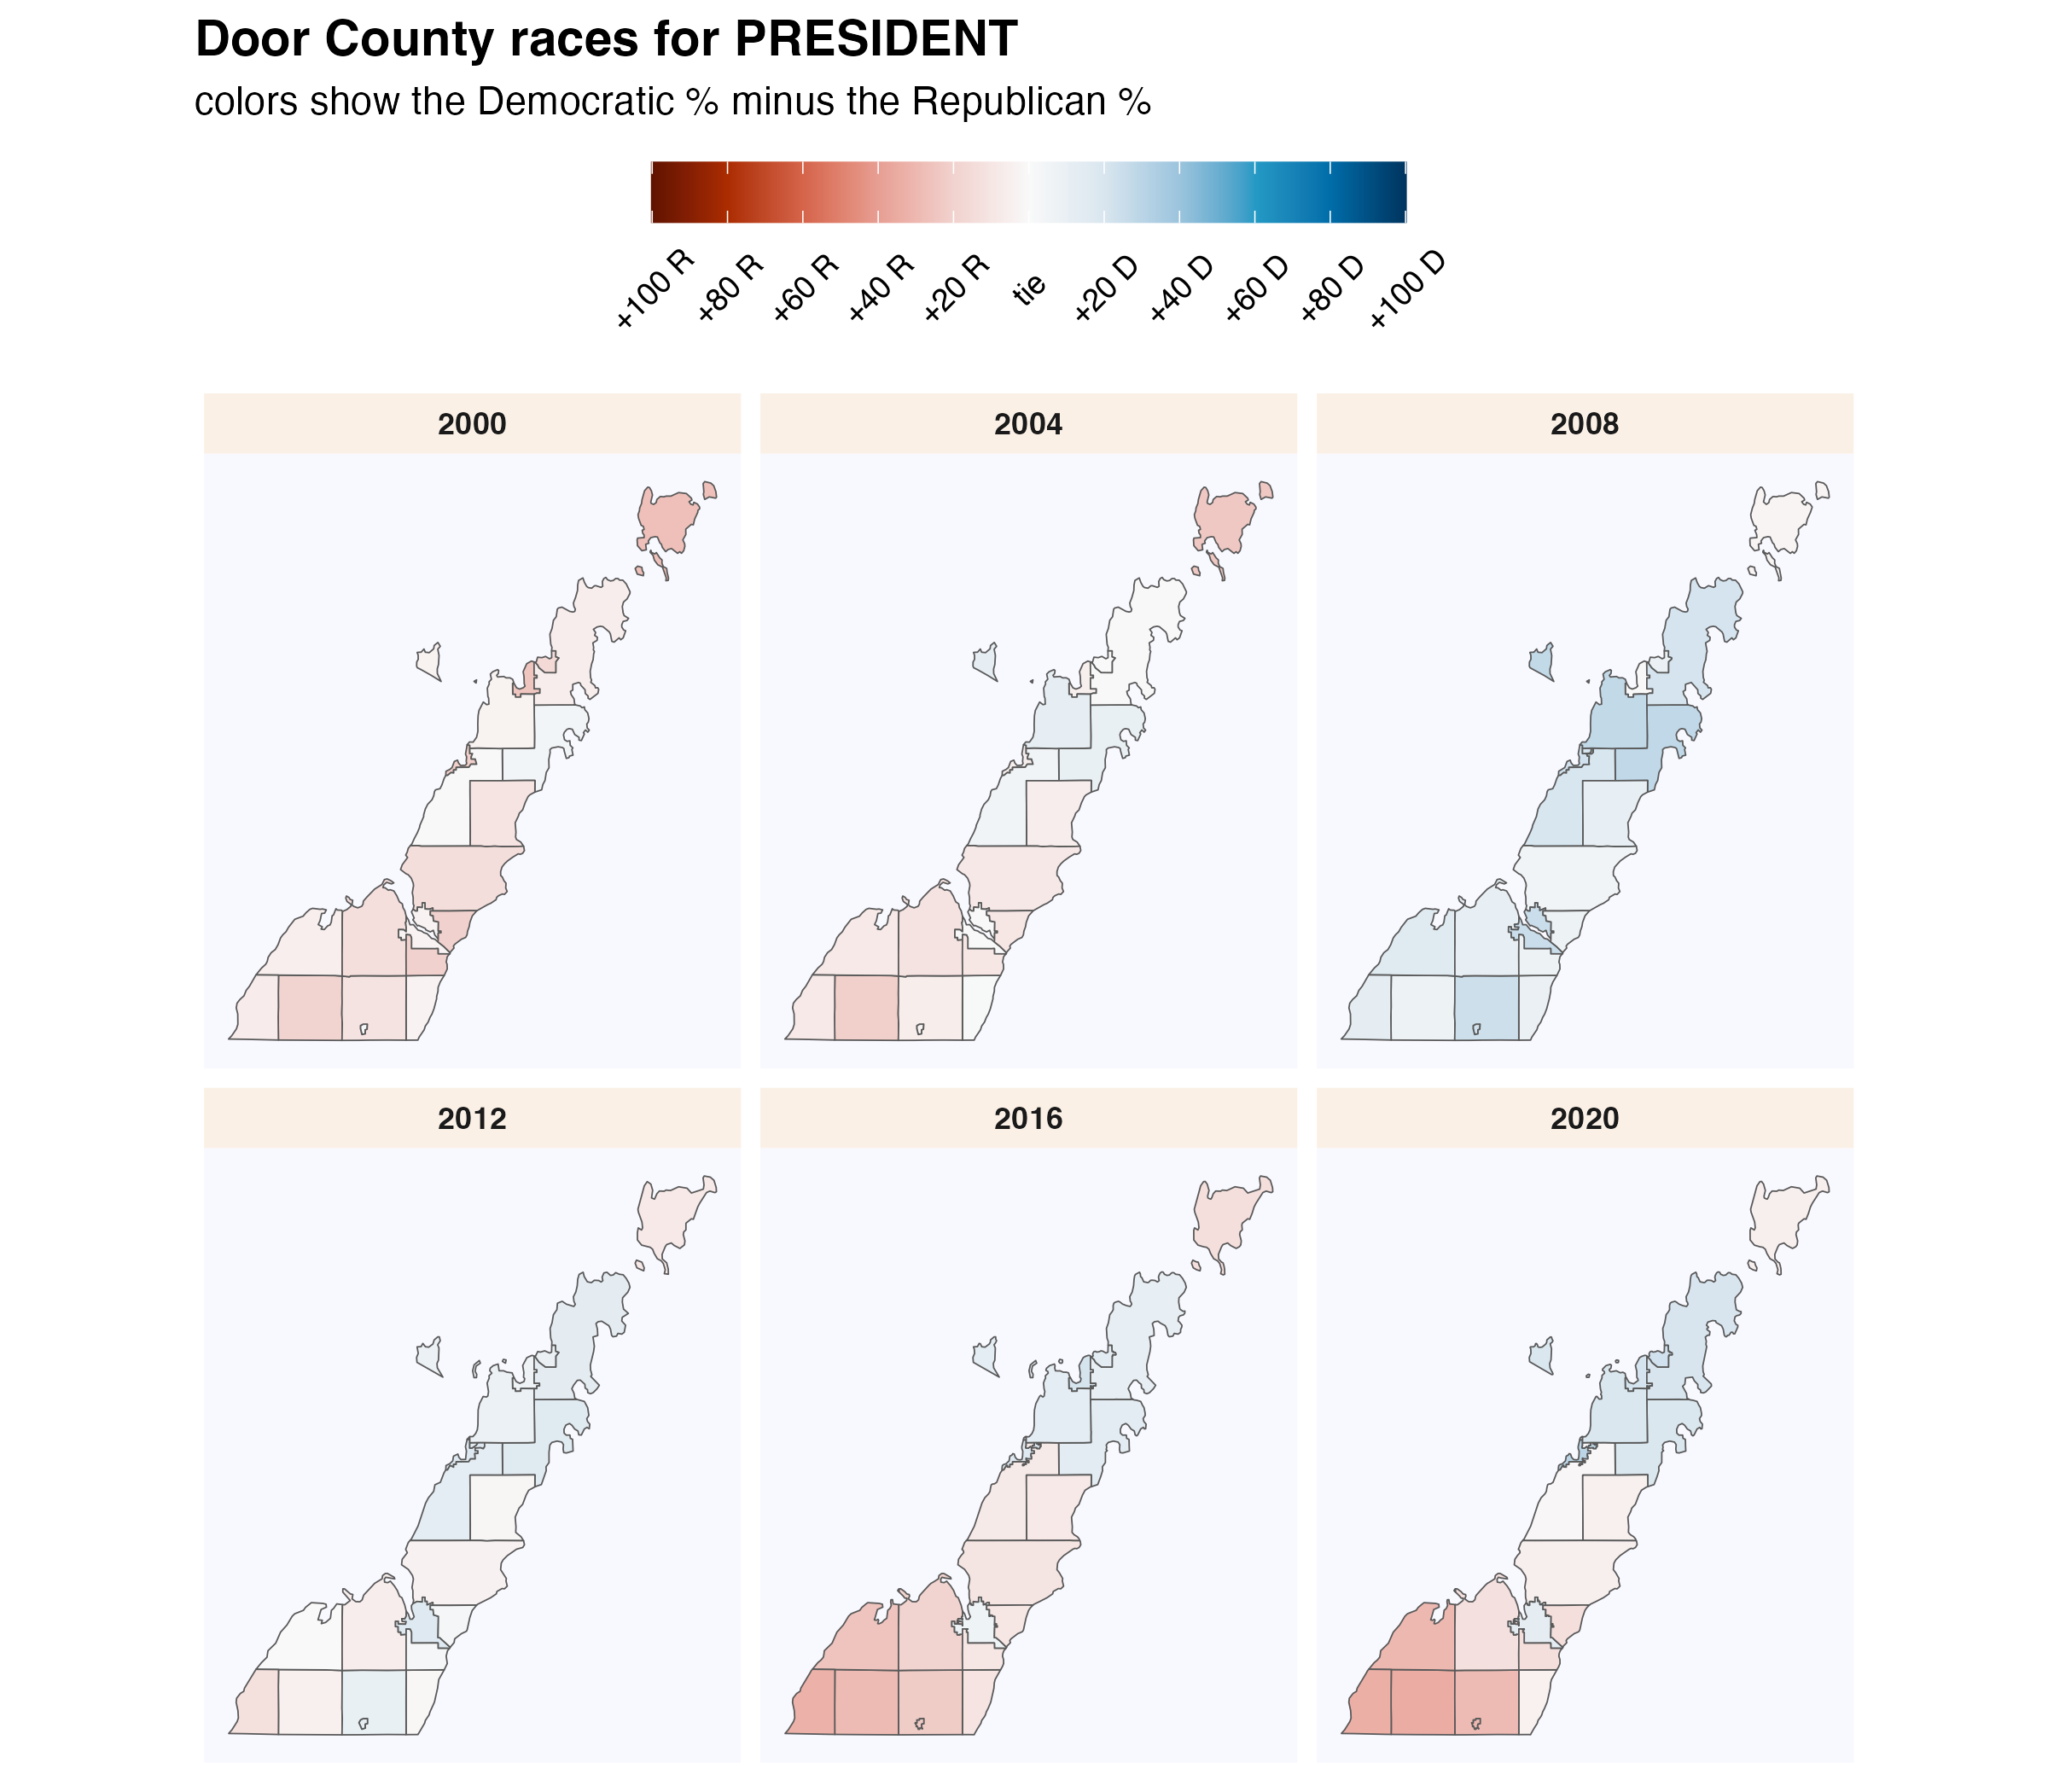 Door County races for PRESIDENT
colors show the Democratic % minus the Republican %
+100 R +80 R +60 R +40 R +20 R tie +20 D +40 D +60 D +80 D +100 D
2000 2004 2008
2012 2016 2020